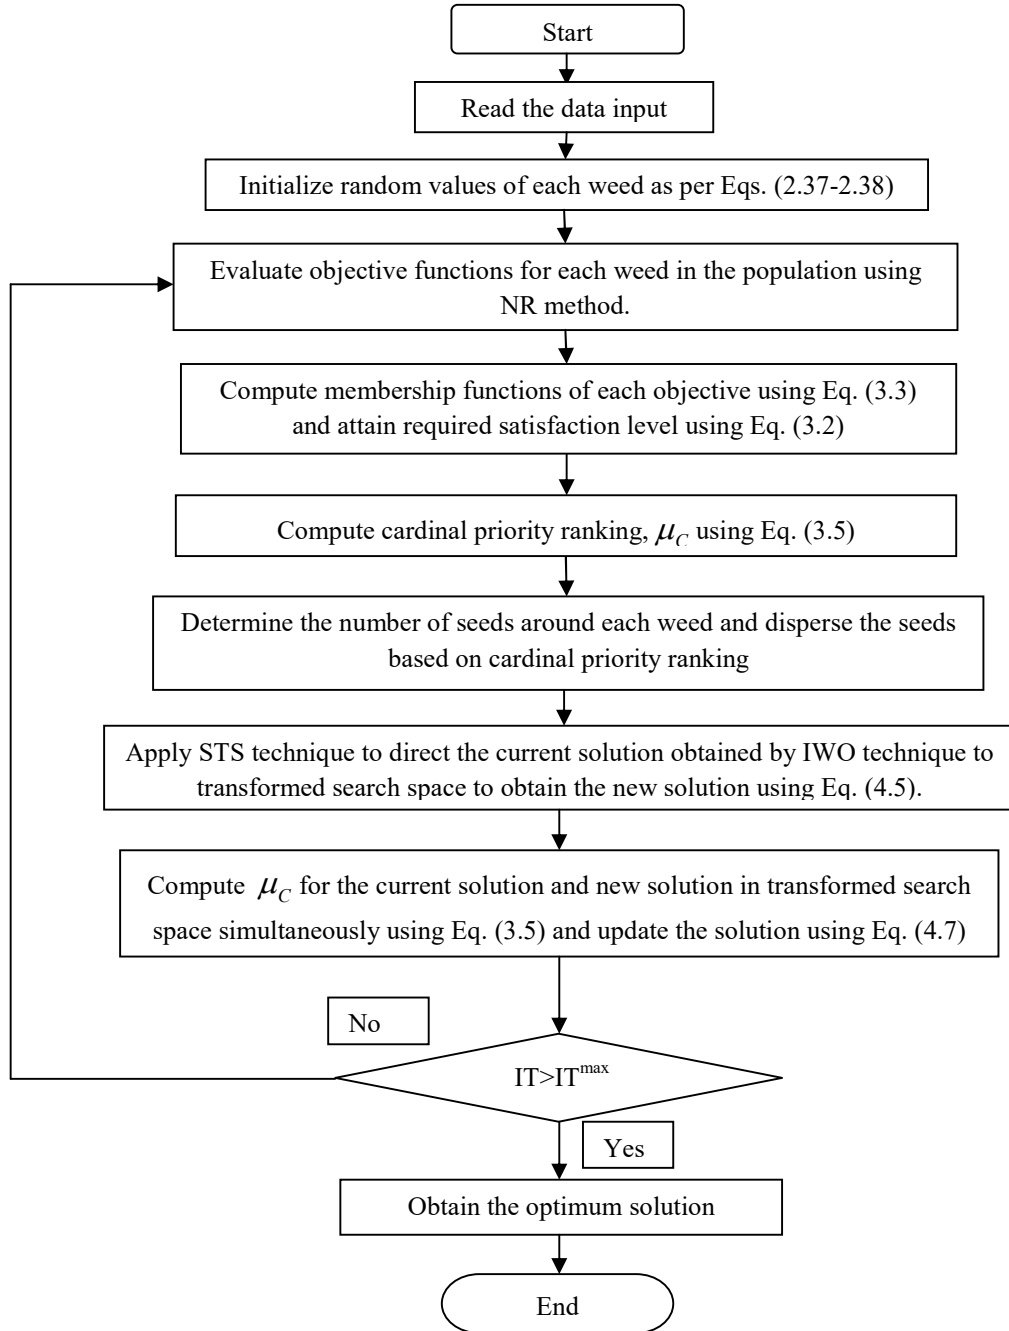 Start
Read the data input
Initialize random values of each weed as per Eqs. (2.37-2.38)
Evaluate objective functions for each weed in the population using
NR method.
Compute membership functions of each objective using Eq. (3.3)
and attain required satisfaction level using Eq. (3.2)
Compute cardinal priority ranking, μ_C using Eq. (3.5)
Determine the number of seeds around each weed and disperse the seeds
based on cardinal priority ranking
Apply STS technique to direct the current solution obtained by IWO technique to
transformed search space to obtain the new solution using Eq. (4.5).
Compute μ_C for the current solution and new solution in transformed search
space simultaneously using Eq. (3.5) and update the solution using Eq. (4.7)
No
IT>IT^max
Yes
Obtain the optimum solution
End